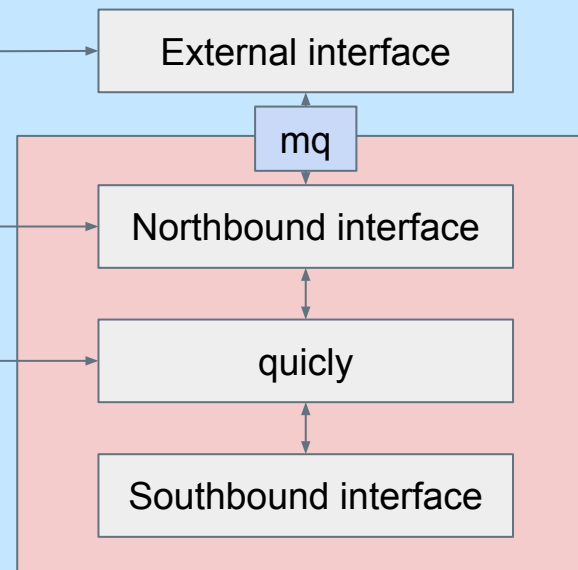 External interface
mq
Northbound interface
quicly
Southbound interface